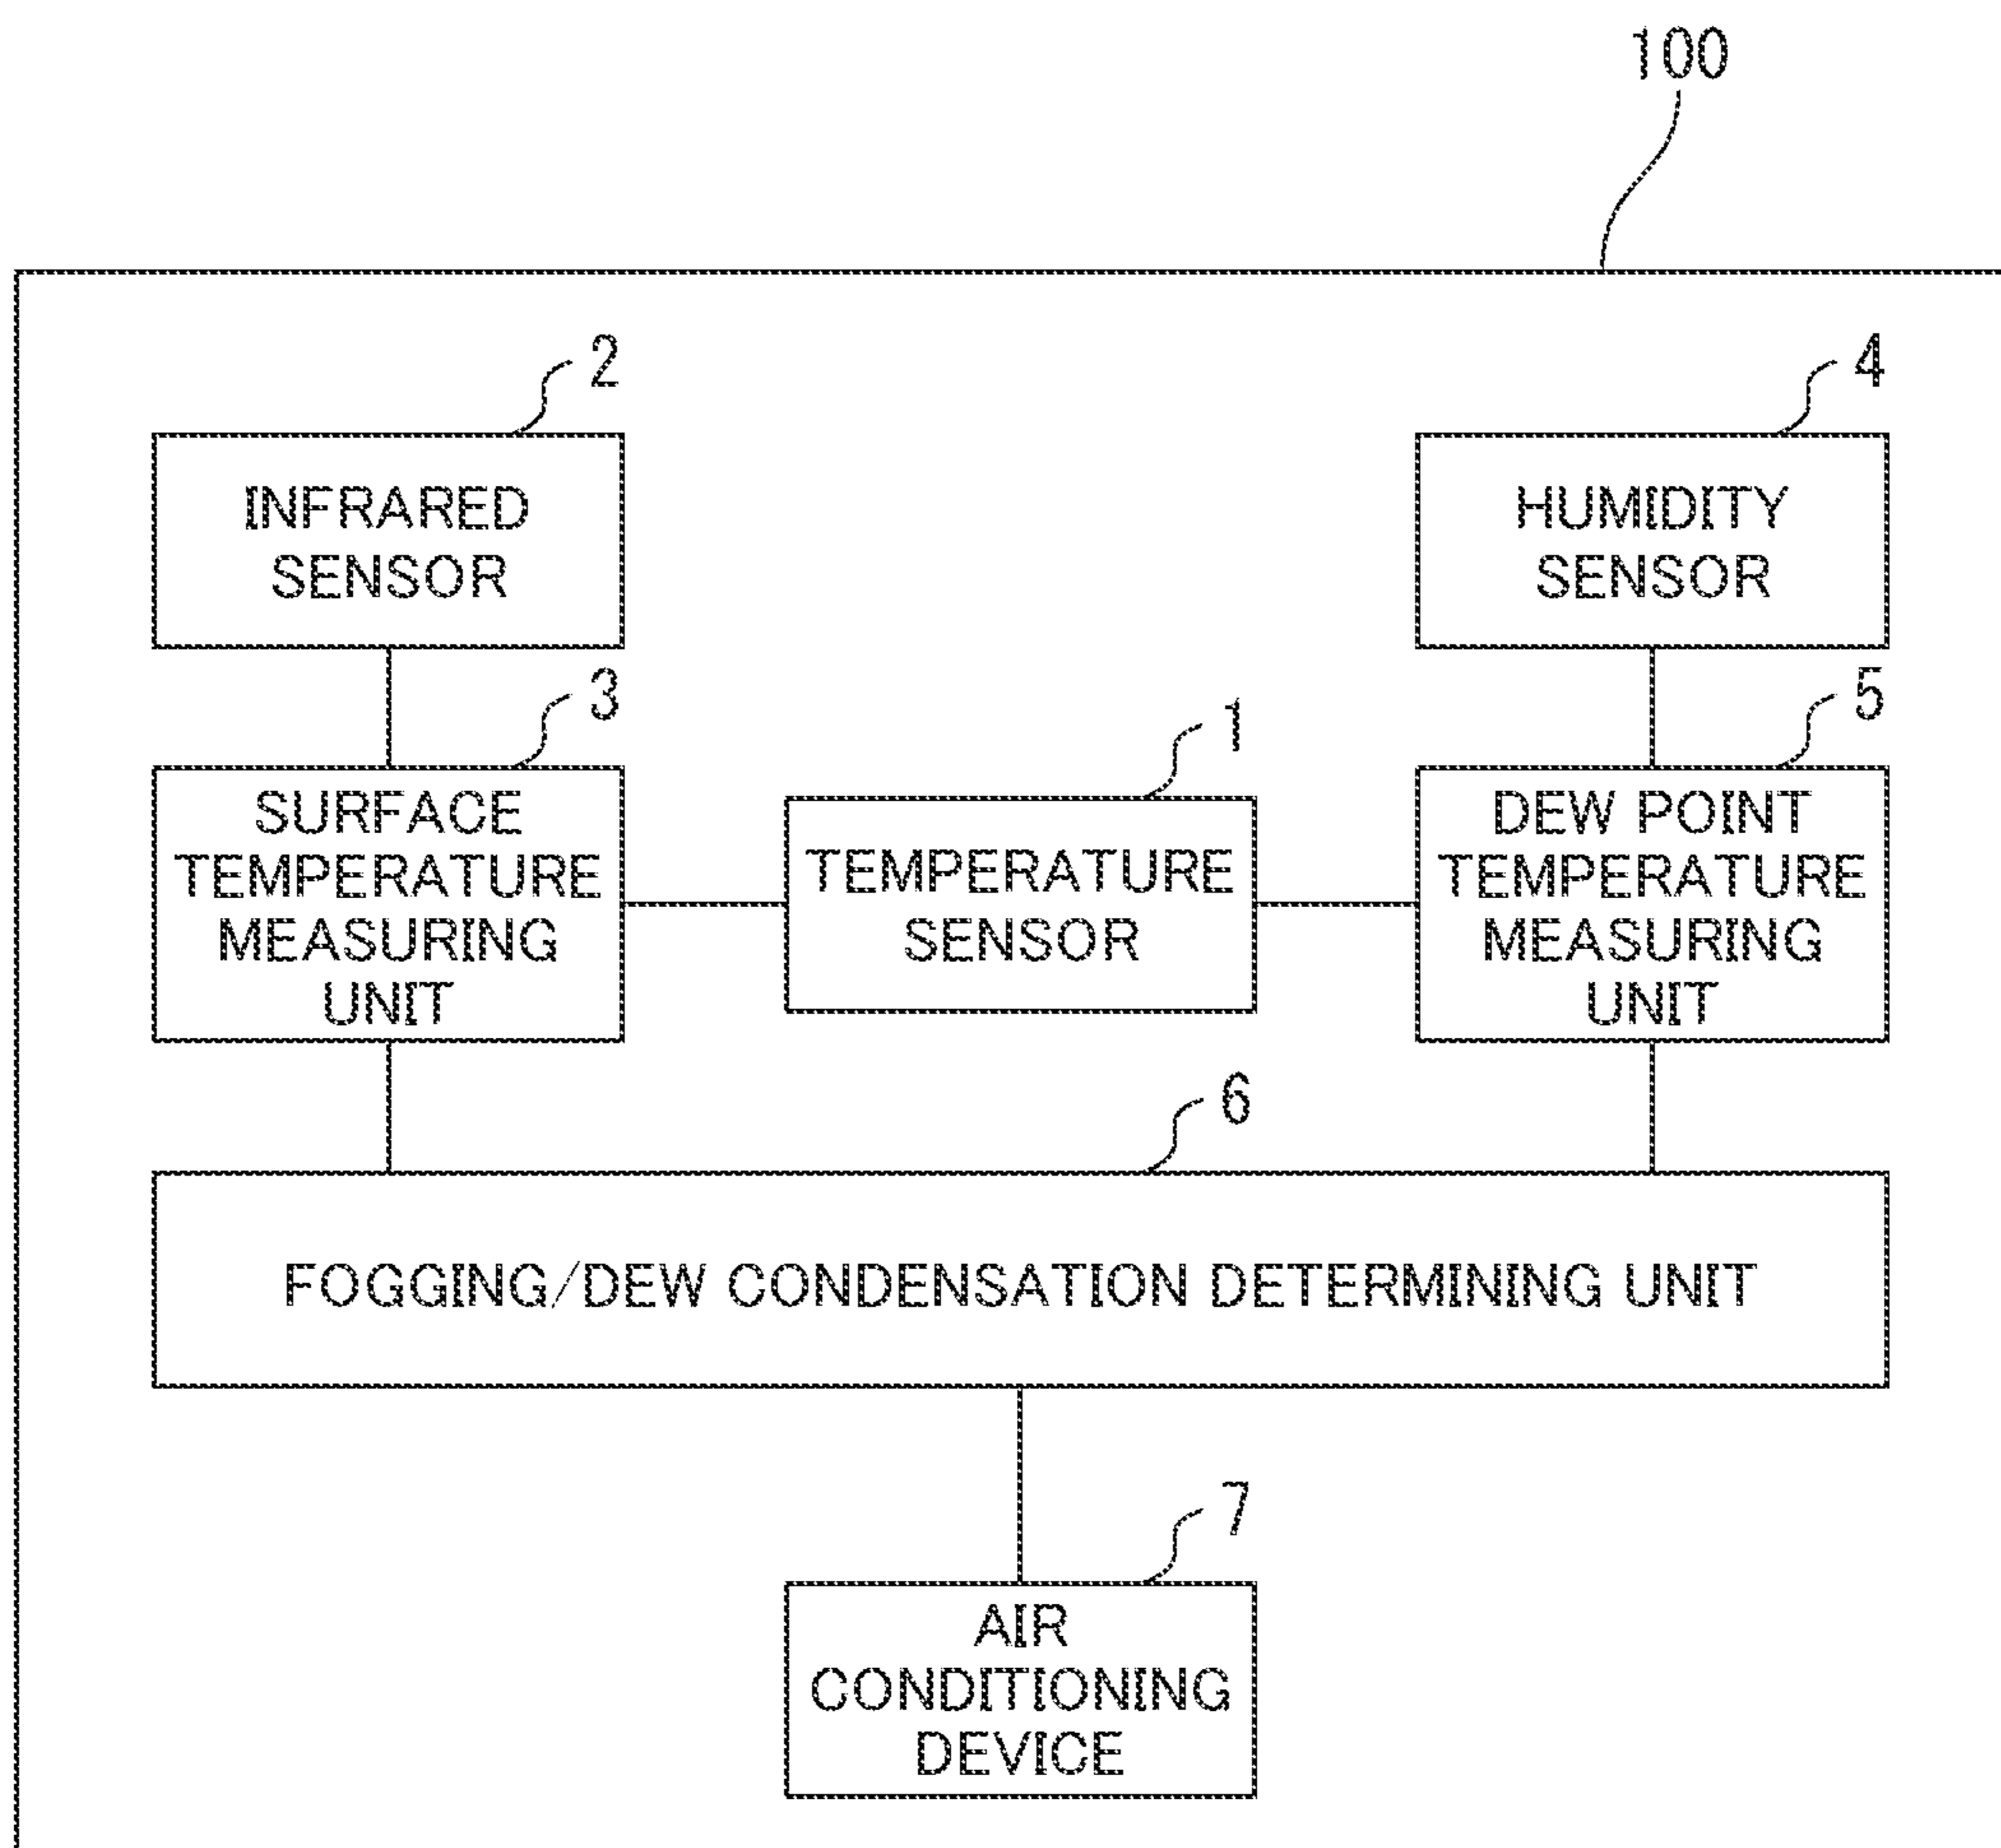 100
2
4
INFRARED
SENSOR
HUMIDITY
SENSOR
3
1
5
SURFACE
TEMPERATURE
MEASURING
UNIT
TEMPERATURE
SENSOR
DEW POINT
TEMPERATURE
MEASURING
UNIT
6
FOGGING/DEW CONDENSATION DETERMINING UNIT
7
AIR
CONDITIONING
DEVICE